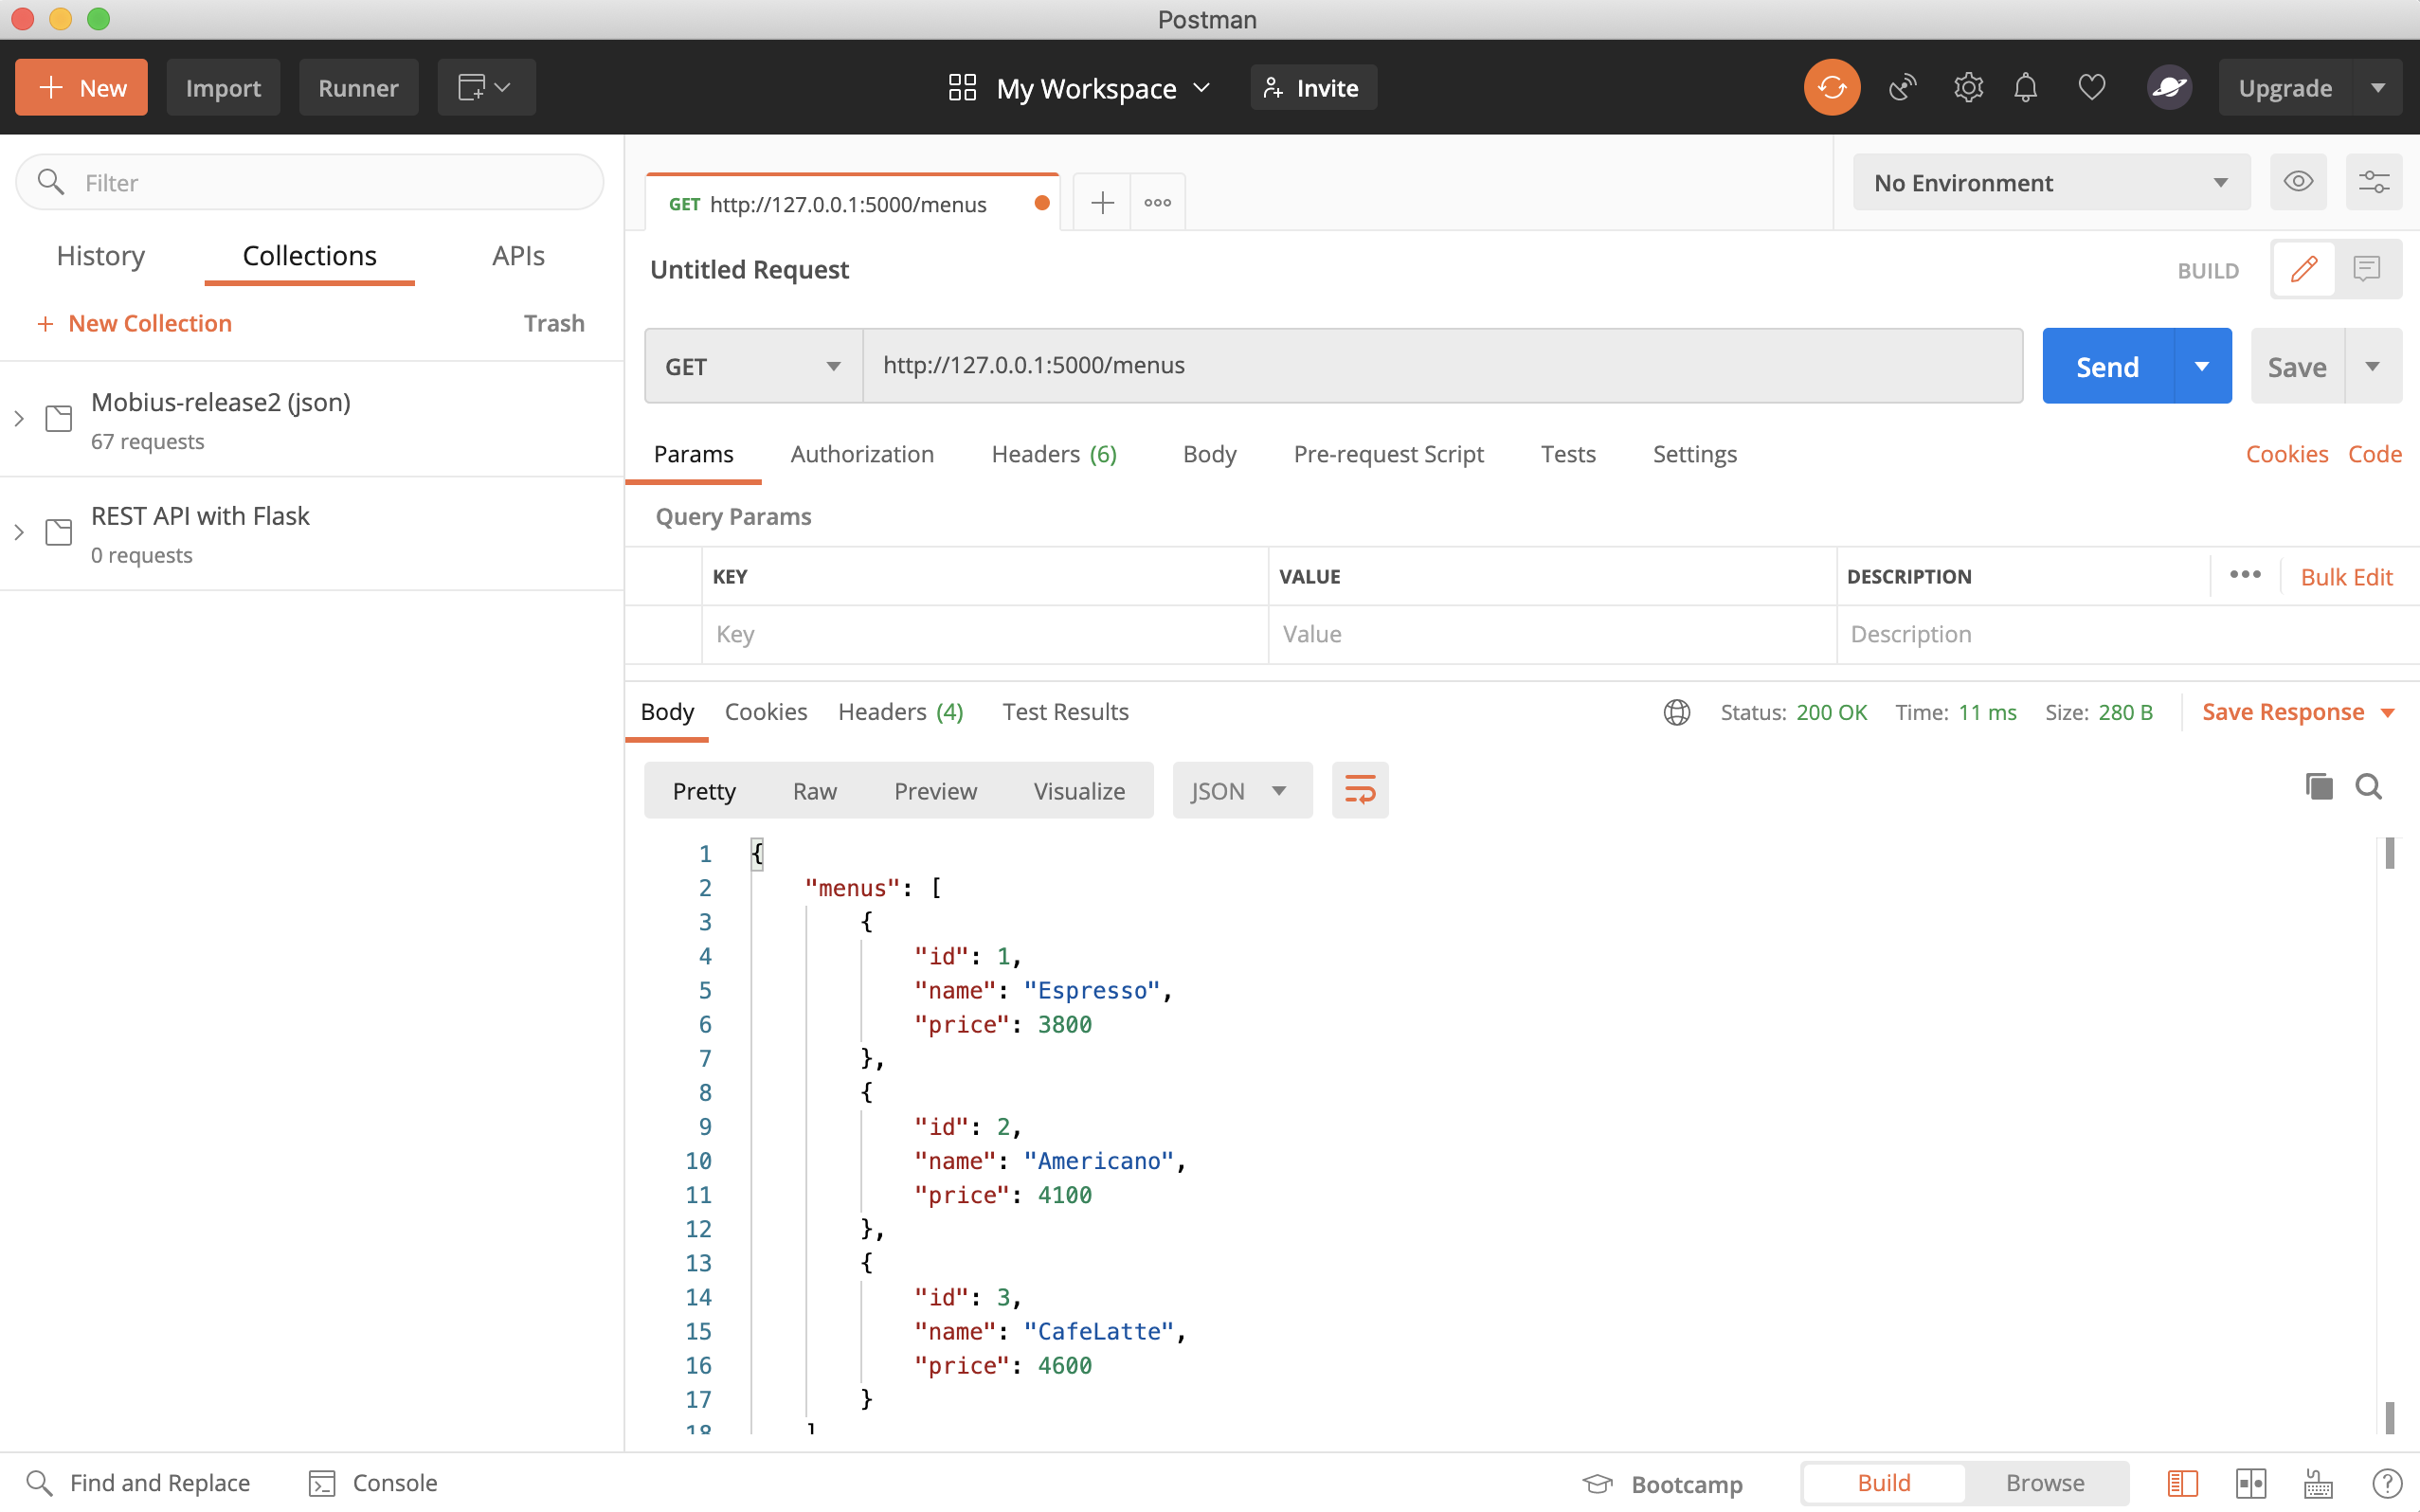 Postman
New Import Runner My Workspace Invite Upgrade
Filter
History Collections APIs
+ New Collection Trash
Mobius-release2 (json)
67 requests
REST API with Flask
0 requests
GET http://127.0.0.1:5000/menus
No Environment
Untitled Request BUILD
GET http://127.0.0.1:5000/menus Send Save
Params Authorization Headers (6) Body Pre-request Script Tests Settings Cookies Code
Query Params
KEY VALUE DESCRIPTION Bulk Edit
Key Value Description
Body Cookies Headers (4) Test Results Status: 200 OK Time: 11 ms Size: 280 B Save Response
Pretty Raw Preview Visualize JSON
1 {
2 "menus": [
3 {
4 "id": 1,
5 "name": "Espresso",
6 "price": 3800
7 },
8 {
9 "id": 2,
10 "name": "Americano",
11 "price": 4100
12 },
13 {
14 "id": 3,
15 "name": "CafeLatte",
16 "price": 4600
17 }
18 ]
Find and Replace Console Bootcamp Build Browse